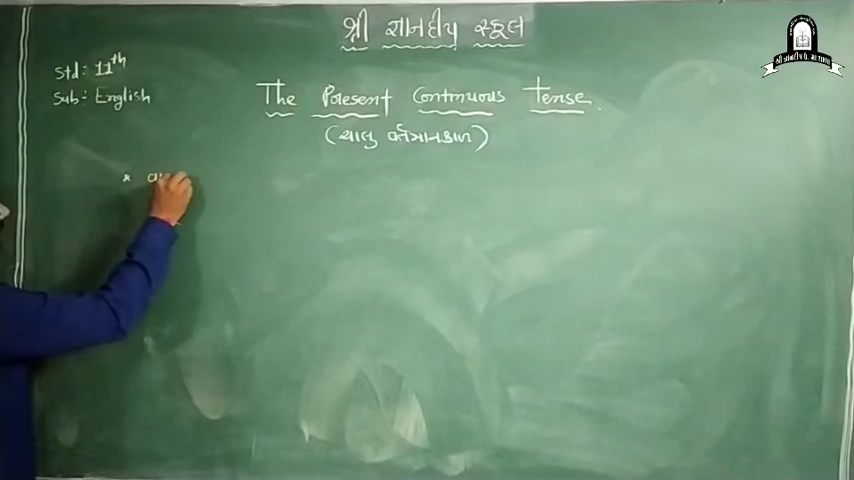 શ્રી જ્ઞાનદીપ સ્કૂલ
Std: 11th
Sub: English
The Present Continuous Tense.
(ચાલુ વર્તમાનકાળ)
*